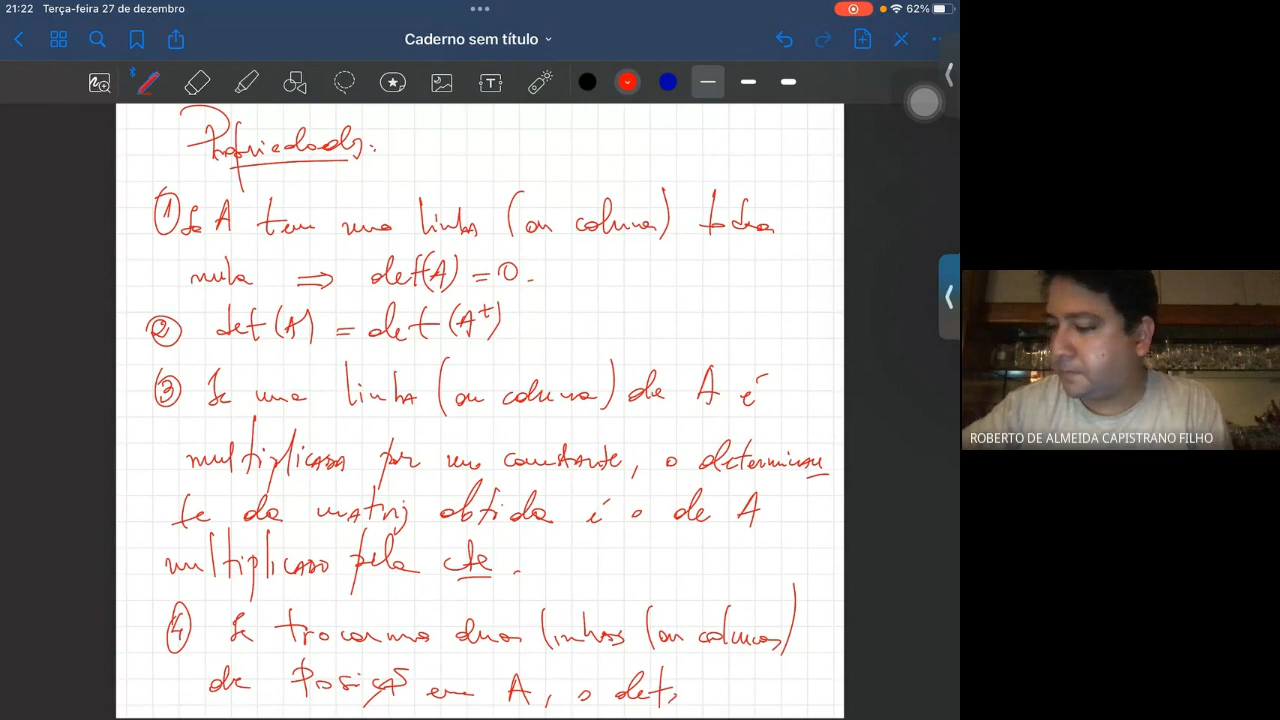 21:22 Terça-feira 27 de dezembro
62%
Caderno sem título
Propriedades:
① Se A tem uma linha (ou coluna) toda
nula ⇒ det(A) = 0.
② det(A) = det(Aᵗ)
③ Se uma linha (ou coluna) de A é
multiplicada por uma constante, o determinan
te da matriz obtida é o de A
multiplicado pela cte.
④ Se trocarmos duas linhas (ou colunas)
de posição em A, o det.
ROBERTO DE ALMEIDA CAPISTRANO FILHO